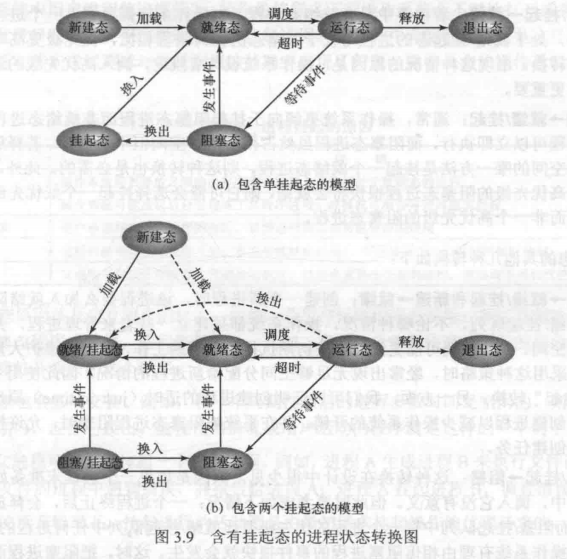 新建态 加载 就绪态 调度 运行态 释放 退出态
超时
换入 发生事件 等待事件
挂起态 换出 阻塞态
(a) 包含单挂起态的模型
新建态
加载 加载 换出
就绪/挂起态 换入 就绪态 调度 运行态 释放 退出态
换出 超时
发生事件 发生事件 等待事件
阻塞/挂起态 换入 阻塞态
换出
(b) 包含两个挂起态的模型
图 3.9 含有挂起态的进程状态转换图